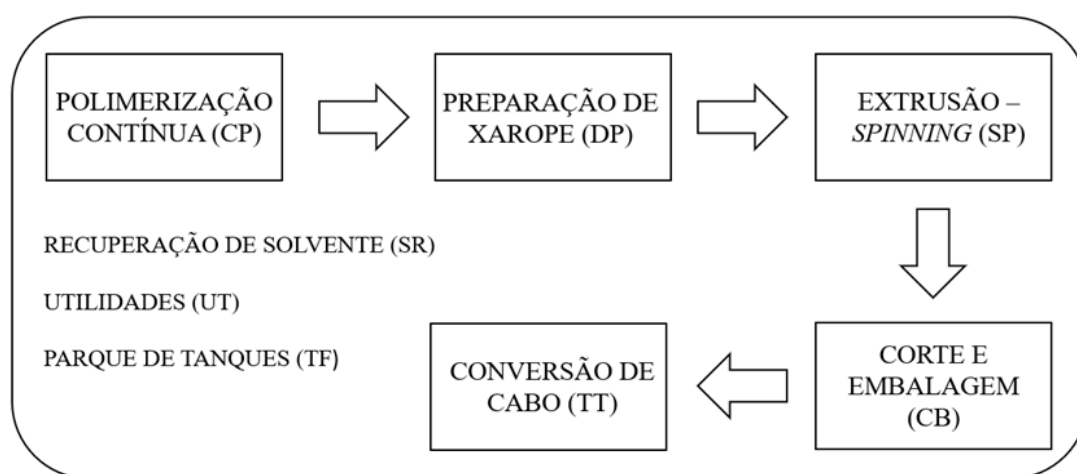 POLIMERIZAÇÃO
CONTÍNUA (CP)
PREPARAÇÃO DE
XAROPE (DP)
EXTRUSÃO –
SPINNING (SP)
RECUPERAÇÃO DE SOLVENTE (SR)
UTILIDADES (UT)
PARQUE DE TANQUES (TF)
CONVERSÃO DE
CABO (TT)
CORTE E
EMBALAGEM
(CB)